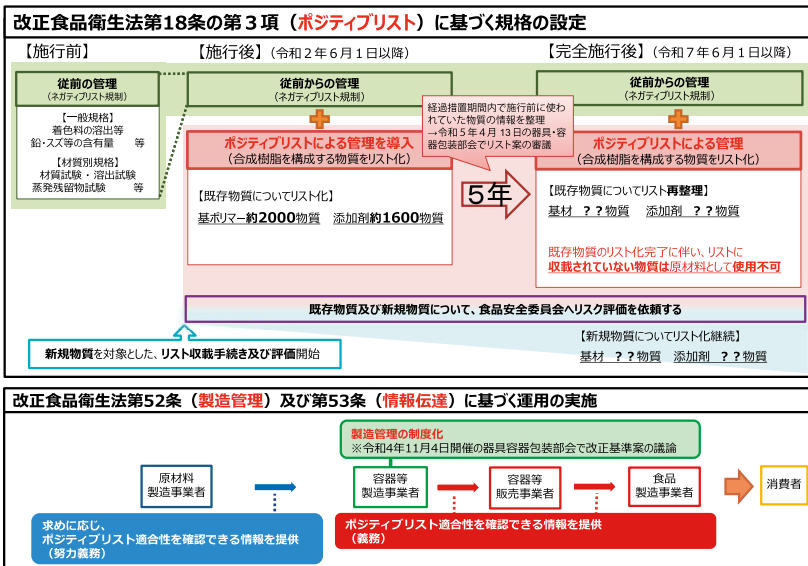 改正食品衛生法第18条の第３項（ポジティブリスト）に基づく規格の設定
【施行前】
【施行後】（令和２年６月１日以降）
【完全施行後】（令和７年６月１日以降）
従前の管理
（ネガティブリスト規制）
【一般規格】
着色料の溶出等
鉛・スズ等の含有量　　等
【材質別規格】
材質試験・溶出試験
蒸発残留物試験　　等
従前からの管理
（ネガティブリスト規制）
ポジティブリストによる管理を導入
（合成樹脂を構成する物質をリスト化）
【既存物質についてリスト化】
基ポリマー約2000物質　添加剤約1600物質
経過措置期間内で施行前に使わ
れていた物質の情報を整理
→令和５年４月 13日の器具・容
器包装部会でリスト案の審議
５年
従前からの管理
（ネガティブリスト規制）
ポジティブリストによる管理
（合成樹脂を構成する物質をリスト化）
【既存物質についてリスト再整理】
基材　？？物質　添加剤　？？物質
既存物質のリスト化完了に伴い、リストに
収載されていない物質は原材料として使用不可
既存物質及び新規物質について、食品安全委員会へリスク評価を依頼する
新規物質を対象とした、リスト収載手続き及び評価開始
【新規物質についてリスト化継続】
基材　？？物質　添加剤　？？物質
改正食品衛生法第52条（製造管理）及び第53条（情報伝達）に基づく運用の実施
製造管理の制度化
※令和4年11月4日開催の器具容器包装部会で改正基準案の議論
原材料
製造事業者
容器等
製造事業者
容器等
販売事業者
食品
製造事業者
消費者
求めに応じ、
ポジティブリスト適合性を確認できる情報を提供
（努力義務）
ポジティブリスト適合性を確認できる情報を提供
（義務）